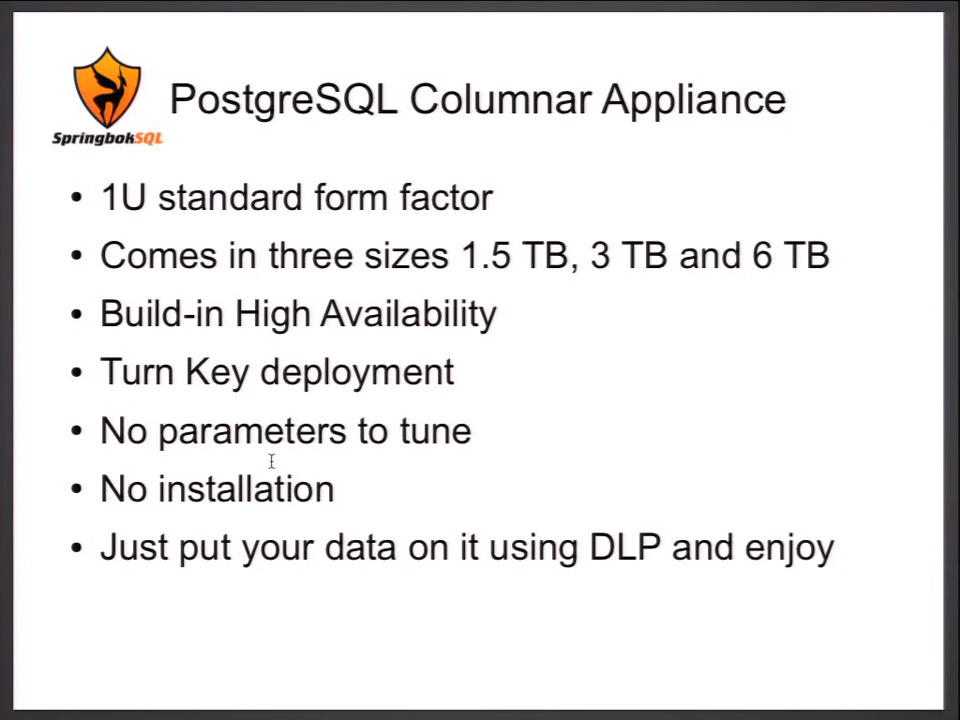 PostgreSQL Columnar Appliance
SpringbokSQL
• 1U standard form factor
• Comes in three sizes 1.5 TB, 3 TB and 6 TB
• Build-in High Availability
• Turn Key deployment
• No parameters to tune
• No installation
• Just put your data on it using DLP and enjoy